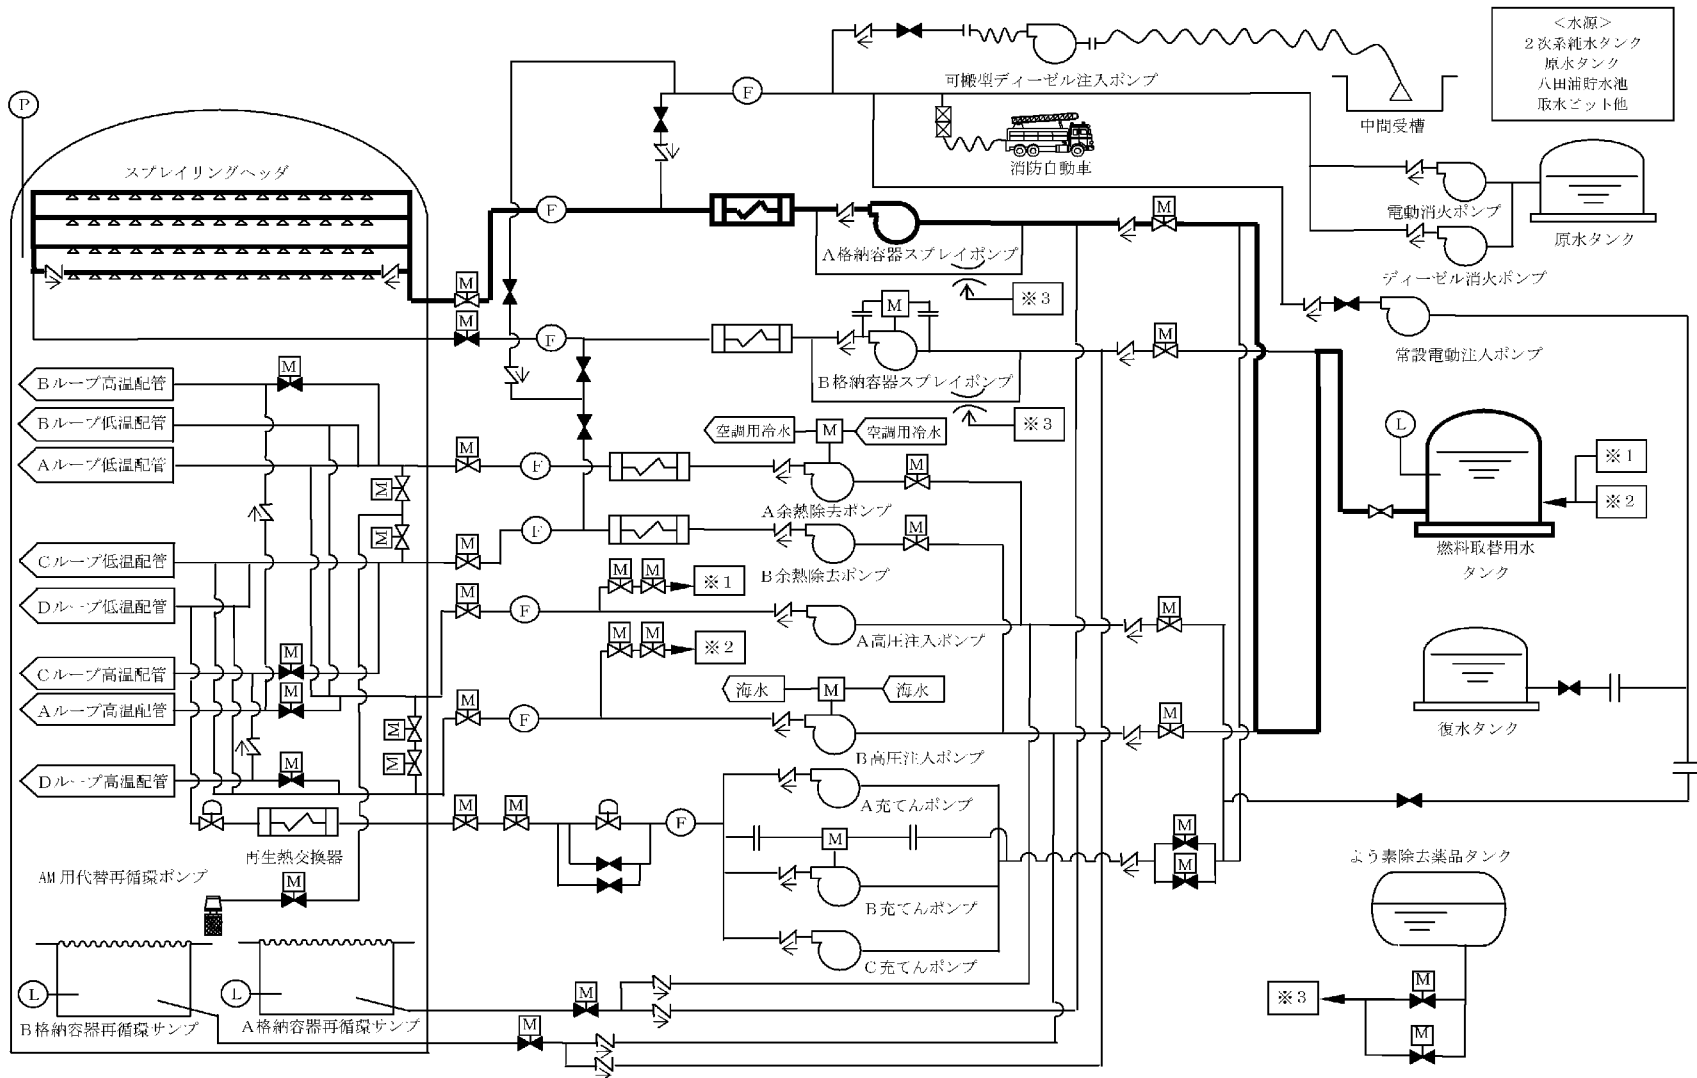 ＜水源＞
２次系純水タンク
原水タンク
八田浦貯水池
取水ピット他
P
スプレイリングヘッダ
F
可搬型ディーゼル注入ポンプ
中間受槽
消防自動車
電動消火ポンプ
原水タンク
ディーゼル消火ポンプ
F
M
A格納容器スプレイポンプ
※3
M
M
F
M
M
B格納容器スプレイポンプ
※3
常設電動注入ポンプ
Bループ高温配管
M
Bループ低温配管
Aループ低温配管
M
M
F
空調用冷水
M
空調用冷水
M
A余熱除去ポンプ
L
※1
※2
燃料取替用水
タンク
M
Cループ低温配管
M
F
M
B余熱除去ポンプ
Dループ低温配管
M
F
M
M
※1
A高圧注入ポンプ
M
M
M
※2
Cループ高温配管
M
Aループ高温配管
M
M
M
F
海水
M
海水
M
B高圧注入ポンプ
復水タンク
M
Dループ高温配管
M
A充てんポンプ
再生熱交換器
M
M
F
M
B充てんポンプ
M
M
よう素除去薬品タンク
AM用代替再循環ポンプ
M
C充てんポンプ
L
B格納容器再循環サンプ
L
A格納容器再循環サンプ
M
M
※3
M
M